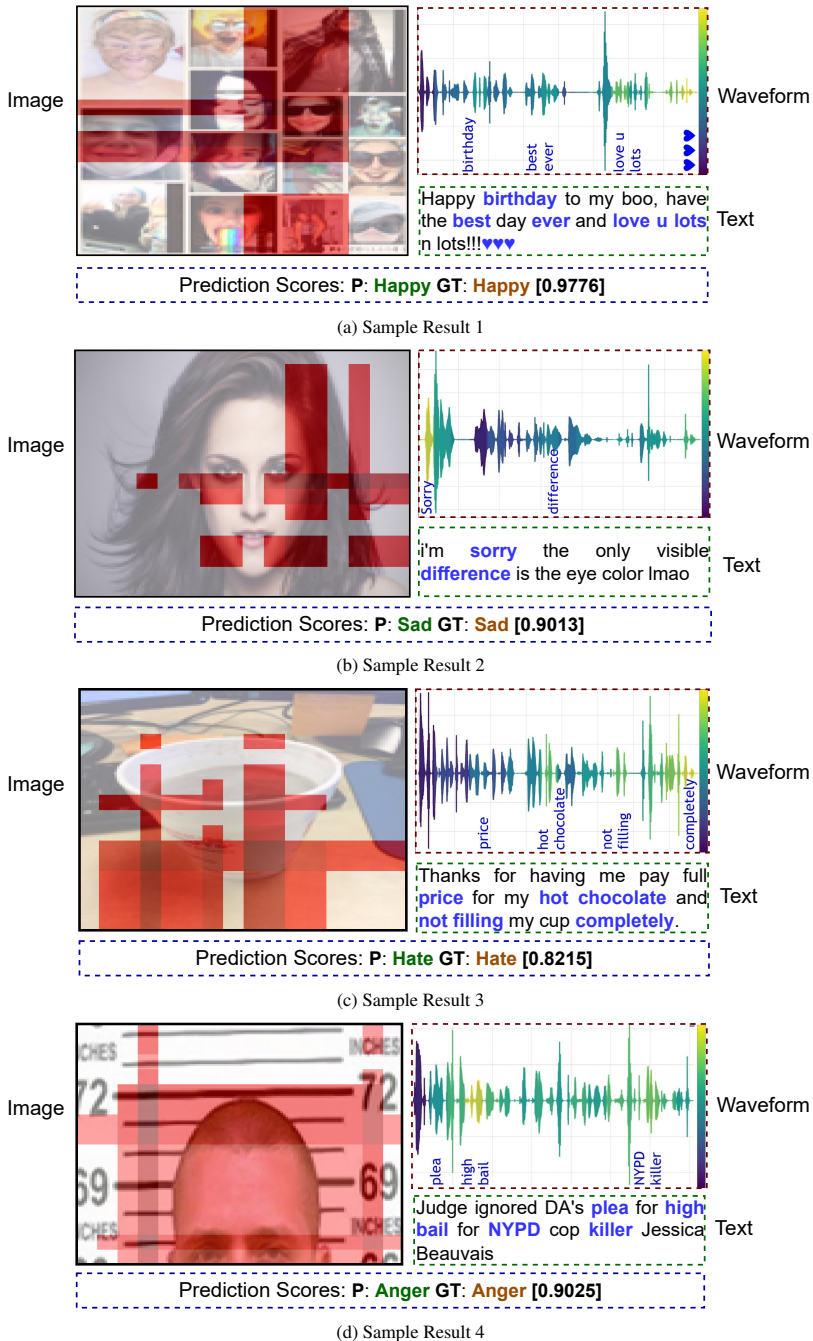 Image
birthday
best
ever
love u
lots
♥♥♥
Waveform
Happy birthday to my boo, have
the best day ever and love u lots
n lots!!!♥♥♥
Text
Prediction Scores: P: Happy GT: Happy [0.9776]
(a) Sample Result 1
Image
Sorry
difference
Waveform
i'm sorry the only visible
difference is the eye color lmao
Text
Prediction Scores: P: Sad GT: Sad [0.9013]
(b) Sample Result 2
Image
price
hot
chocolate
not
filling
completely
Waveform
Thanks for having me pay full
price for my hot chocolate and
not filling my cup completely.
Text
Prediction Scores: P: Hate GT: Hate [0.8215]
(c) Sample Result 3
Image
INCHES
INCHES
72
72
69
69
INCHES
INCHES
plea
high
bail
NYPD
killer
Waveform
Judge ignored DA's plea for high
bail for NYPD cop killer Jessica
Beauvais
Text
Prediction Scores: P: Anger GT: Anger [0.9025]
(d) Sample Result 4